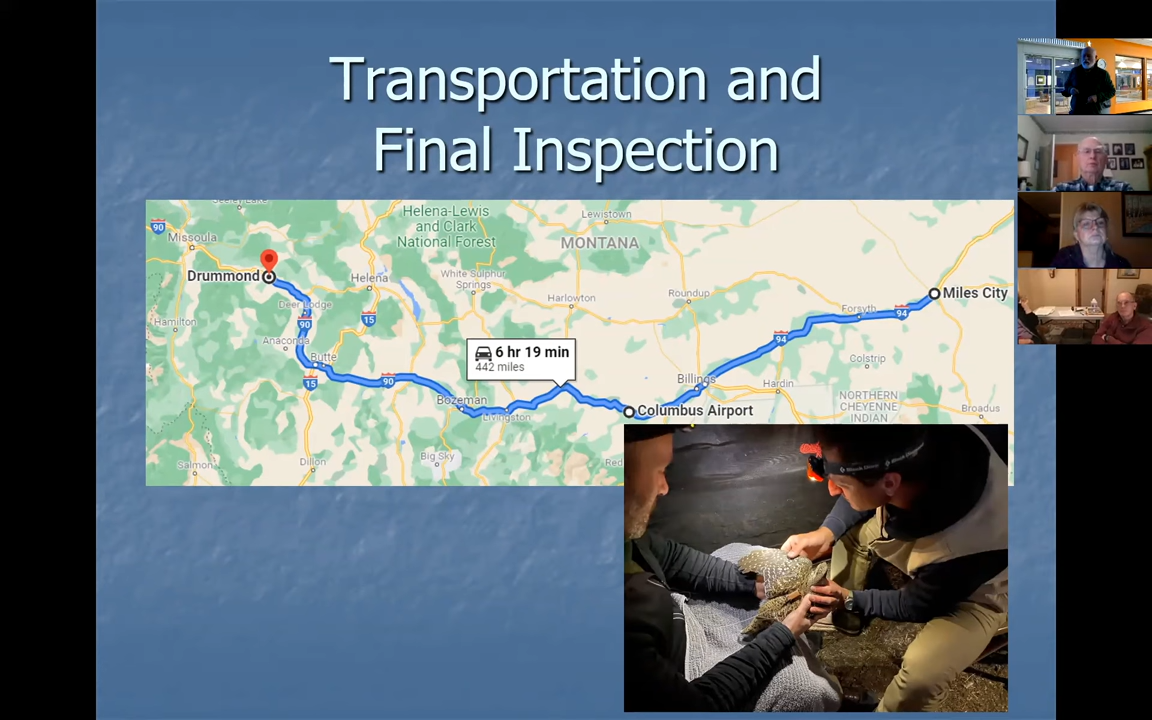 Transportation and
Final Inspection
90
Missoula
Drummond
Helena-Lewis
and Clark
National Forest
Lewistown
MONTANA
Helena
White Sulphur
Springs
Harlowton
Roundup
Miles City
Deer Lodge
90
15
Forsyth
94
94
Hamilton
Anaconda
Butte
6 hr 19 min
442 miles
Colstrip
15
90
Billings
Hardin
Bozeman
Livingston
Columbus Airport
NORTHERN
CHEYENNE
INDIAN
Broadus
Salmon
Dillon
Big Sky
Red